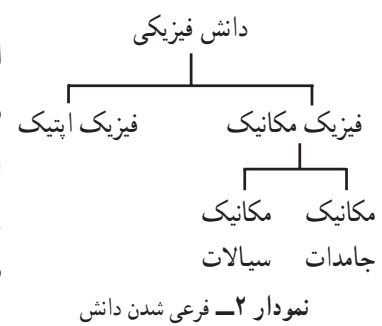 دانش فیزیکی
فیزیک مکانیک فیزیک اپتیک
مکانیک مکانیک
جامدات سیالات
نمودار ۲ــ فرعی شدن دانش